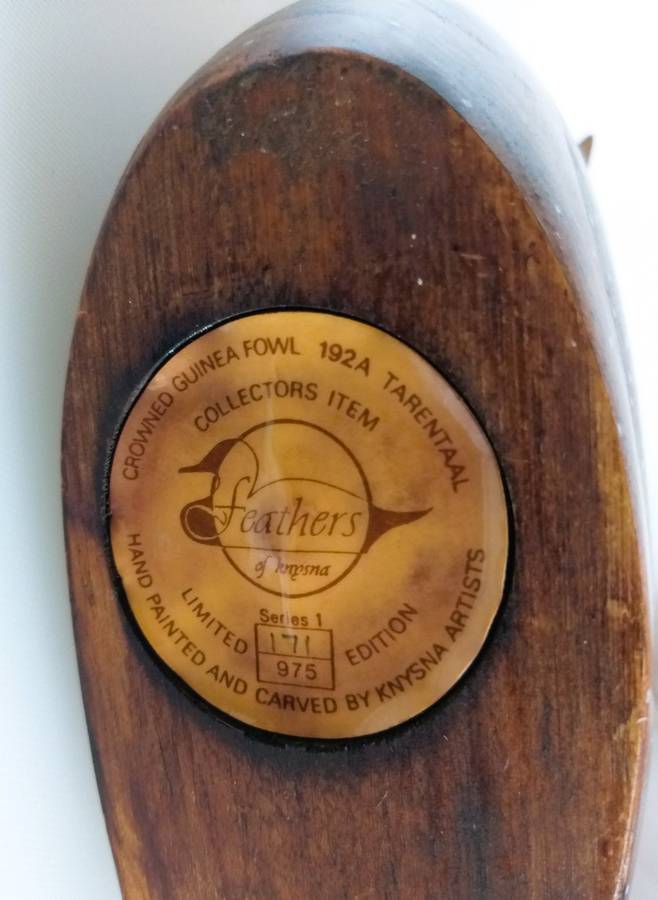 CROWNED GUINEA FOWL 192A TARENTAAL
COLLECTORS ITEM
feathers
of knysna
Series 1
LIMITED 171 EDITION
975
HAND PAINTED AND CARVED BY KNYSNA ARTISTS